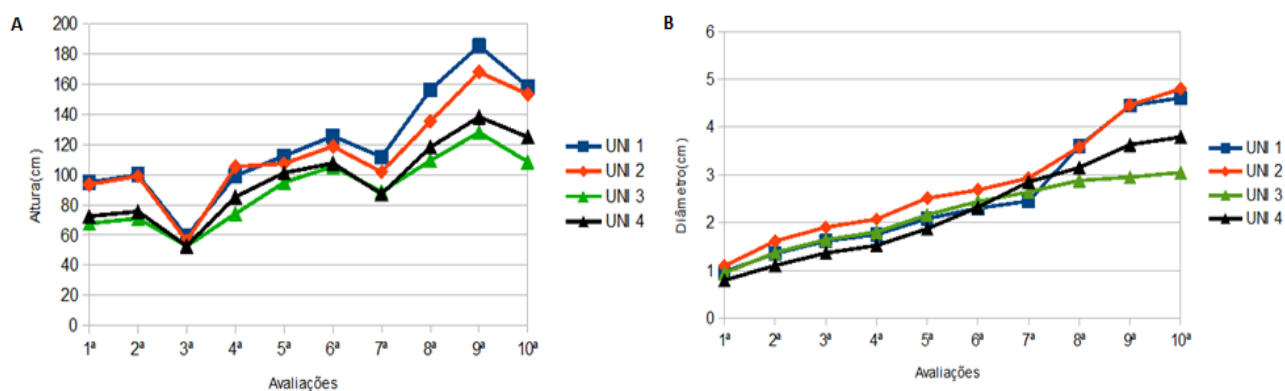 A
Altura(cm)
200
180
160
140
120
100
80
60
40
20
0
1ª 2ª 3ª 4ª 5ª 6ª 7ª 8ª 9ª 10ª
Avaliações
UNI 1
UNI 2
UNI 3
UNI 4
B
Diâmetro(cm)
6
5
4
3
2
1
0
1ª 2ª 3ª 4ª 5ª 6ª 7ª 8ª 9ª 10ª
Avaliações
UNI 1
UNI 2
UNI 3
UNI 4